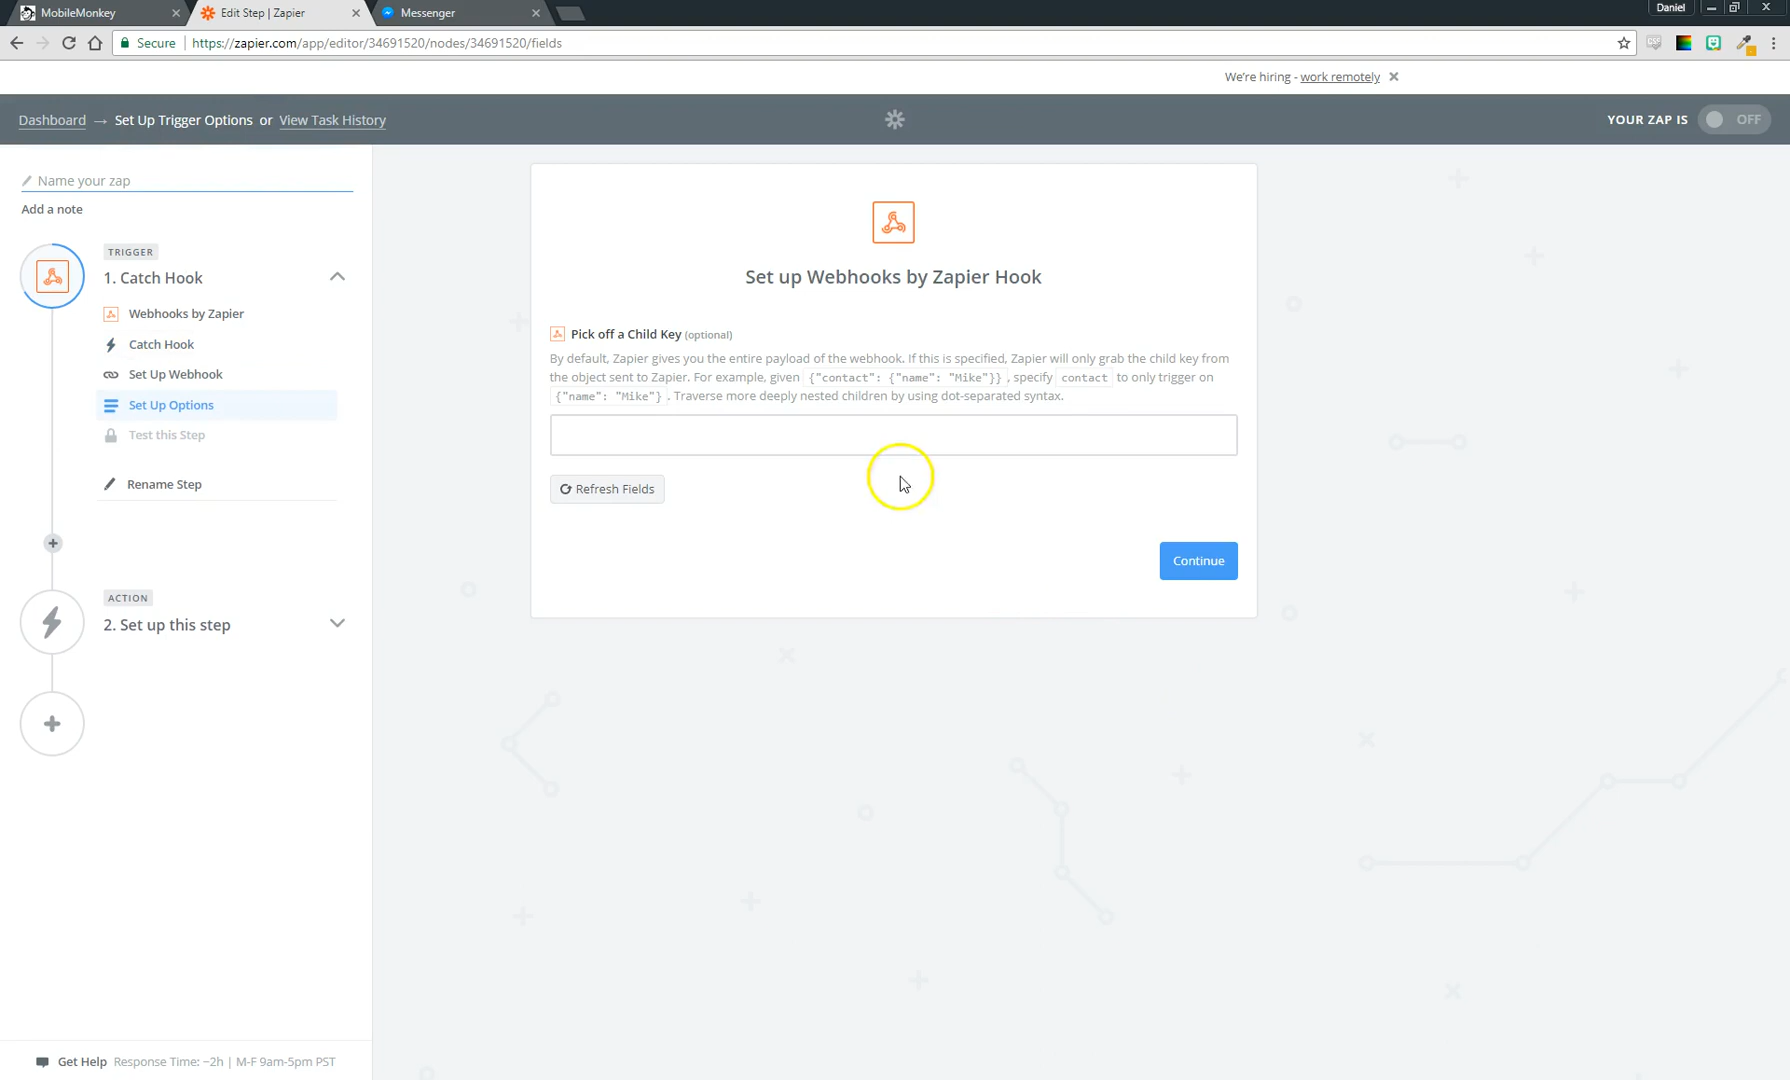 MobileMonkey
Edit Step | Zapier
Messenger
Daniel
Secure
https://zapier.com/app/editor/34691520/nodes/34691520/fields
We're hiring - work remotely
Dashboard → Set Up Trigger Options or View Task History
YOUR ZAP IS OFF
Name your zap
Add a note
TRIGGER
1. Catch Hook
Webhooks by Zapier
Catch Hook
Set Up Webhook
Set Up Options
Test this Step
Rename Step
ACTION
2. Set up this step
Set up Webhooks by Zapier Hook
Pick off a Child Key (optional)
By default, Zapier gives you the entire payload of the webhook. If this is specified, Zapier will only grab the child key from
the object sent to Zapier. For example, given {"contact": {"name": "Mike"}} , specify contact to only trigger on
{"name": "Mike"} . Traverse more deeply nested children by using dot-separated syntax.
Refresh Fields
Continue
Get Help Response Time: ~2h | M-F 9am-5pm PST